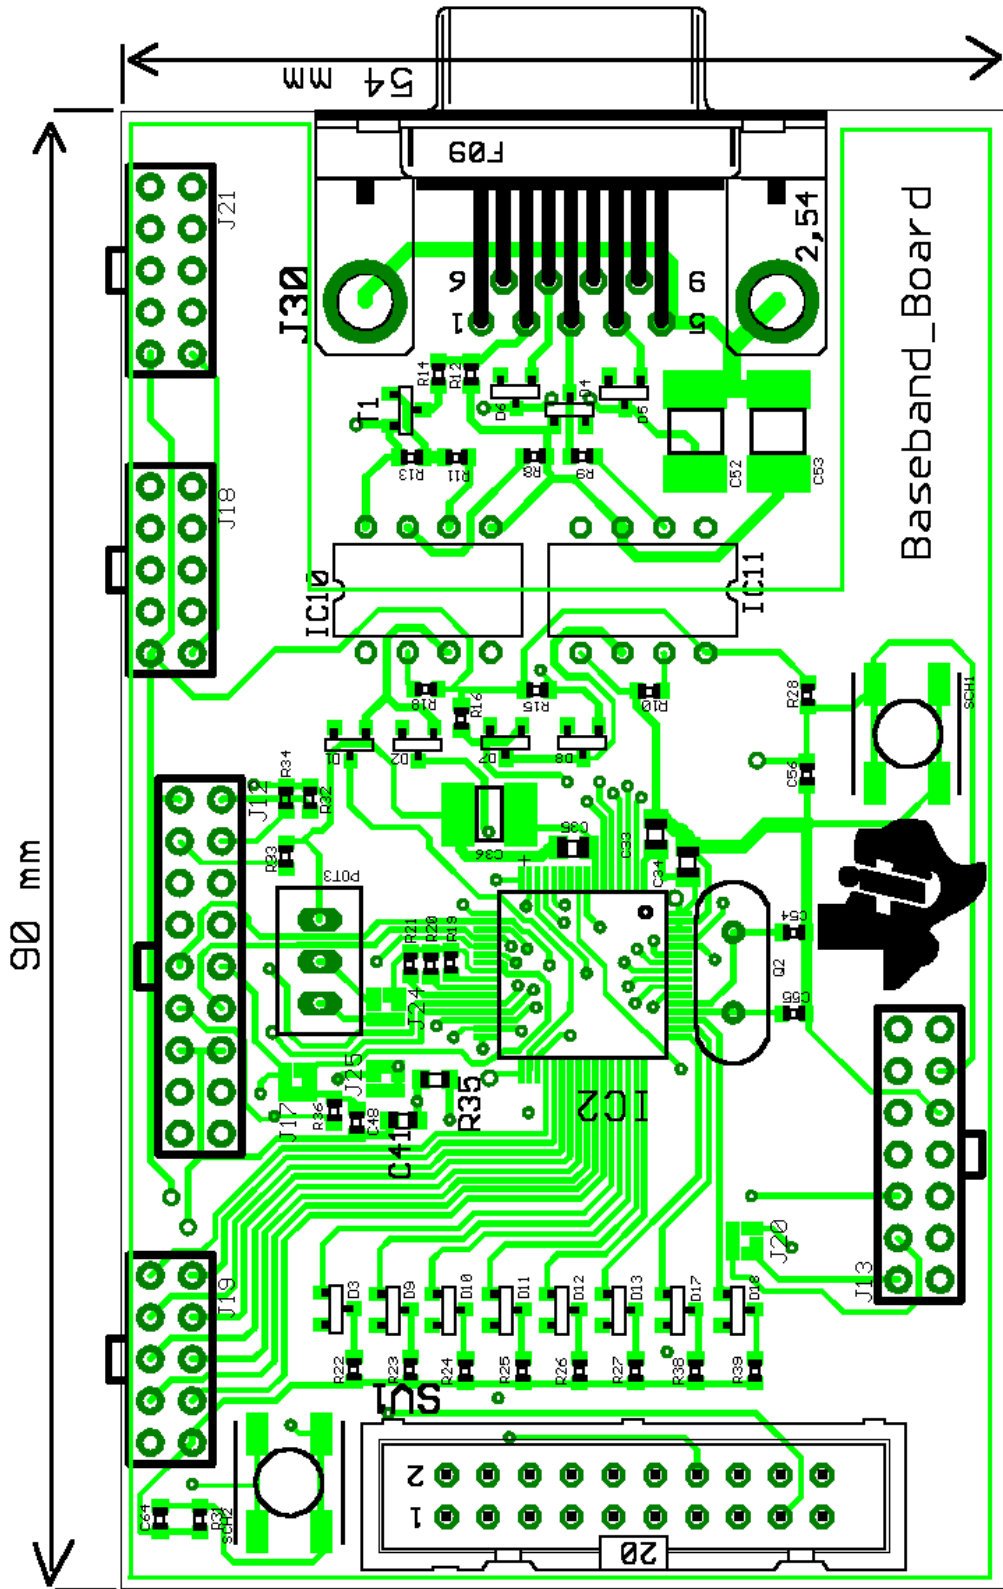 54 mm
F09
J21
2,54
J30
6
9
1
5
Baseband_Board
R14
R12
D6
D4
D5
T1
R13
R11
R8
R9
C52
C53
J18
IC10
IC11
R18
R15
R10
R16
R28
SCH1
D1
D2
D7
D8
C56
R34
J12
R32
R33
C36
C35
C33
C34
+
POT3
90 mm
R21
R20
R19
C54
Q2
C55
J24
J25
J17
R36
C48
C41
R35
IC2
J20
J13
J19
D3
D9
D10
D11
D12
D13
D17
D18
R22
R23
R24
R25
R26
R27
R38
R39
SV1
2
1
20
C64
R31
SCH2